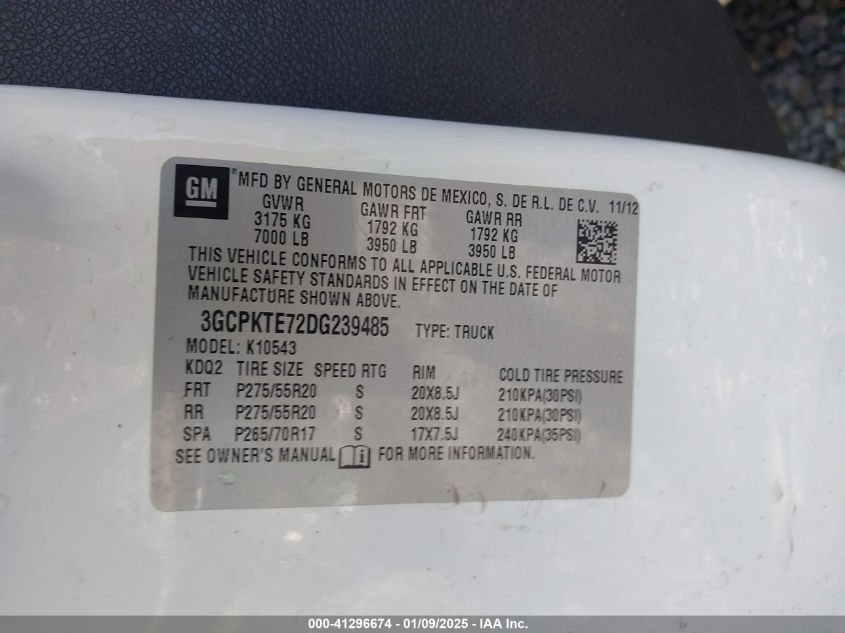 GM
® MFD BY GENERAL MOTORS DE MEXICO, S. DE R.L. DE C.V. 11/12
GVWR GAWR FRT GAWR RR
3175 KG 1792 KG 1792 KG
7000 LB 3950 LB 3950 LB
THIS VEHICLE CONFORMS TO ALL APPLICABLE U.S. FEDERAL MOTOR
VEHICLE SAFETY STANDARDS IN EFFECT ON THE DATE OF
MANUFACTURE SHOWN ABOVE.
3GCPKTE72DG239485 TYPE: TRUCK
MODEL: K10543
KDQ2 TIRE SIZE SPEED RTG RIM COLD TIRE PRESSURE
FRT P275/55R20 S 20X8.5J 210KPA(30PSI)
RR P275/55R20 S 20X8.5J 210KPA(30PSI)
SPA P265/70R17 S 17X7.5J 240KPA(35PSI)
SEE OWNER'S MANUAL i FOR MORE INFORMATION.
000-41296674 - 01/09/2025 - IAA Inc.